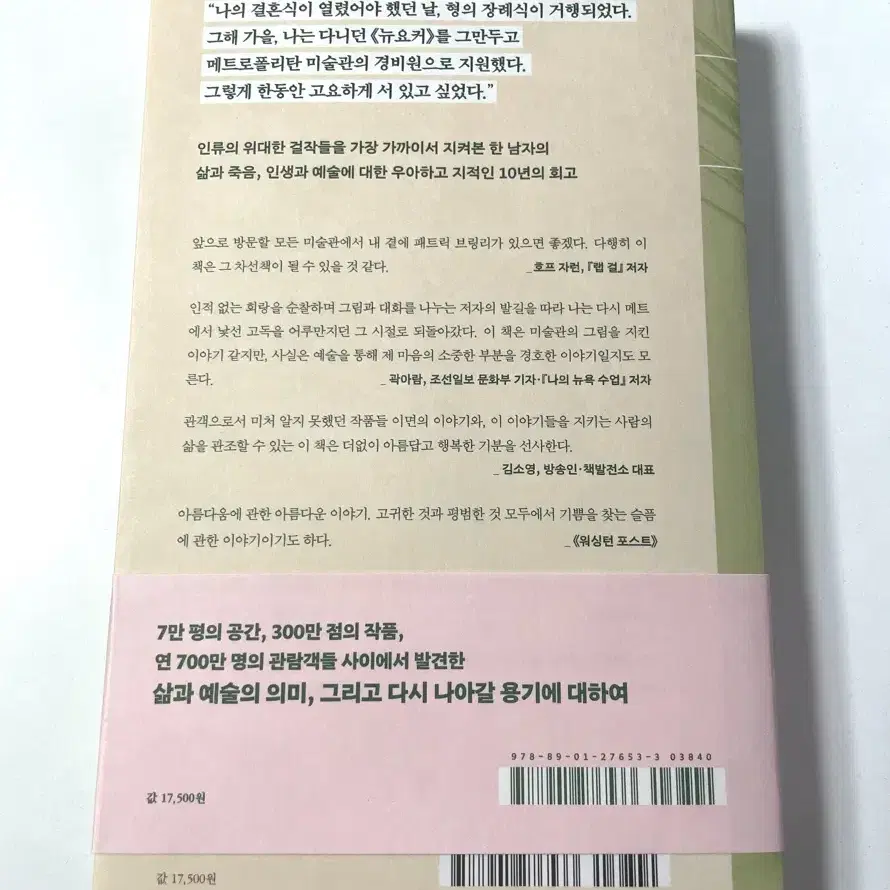 “나의 결혼식이 열렸어야 했던 날, 형의 장례식이 거행되었다.
그해 가을, 나는 다니던 《뉴요커》를 그만두고
메트로폴리탄 미술관의 경비원으로 지원했다.
그렇게 한동안 고요하게 서 있고 싶었다.”
인류의 위대한 걸작들을 가장 가까이서 지켜본 한 남자의
삶과 죽음, 인생과 예술에 대한 우아하고 지적인 10년의 회고
앞으로 방문할 모든 미술관에서 내 곁에 패트릭 브링리가 있으면 좋겠다. 다행히 이
책은 그 차선책이 될 수 있을 것 같다. _호프 자런, 『랩 걸』 저자
인적 없는 회랑을 순찰하며 그림과 대화를 나누는 저자의 발길을 따라 나는 다시 메트
에서 낯선 고독을 어루만지던 그 시절로 되돌아갔다. 이 책은 미술관의 그림을 지킨
이야기 같지만, 사실은 예술을 통해 제 마음의 소중한 부분을 경호한 이야기일지도 모
른다. _곽아람, 조선일보 문화부 기자·『나의 뉴욕 수업』 저자
관객으로서 미처 알지 못했던 작품들 이면의 이야기와, 이 이야기들을 지키는 사람의
삶을 관조할 수 있는 이 책은 더없이 아름답고 행복한 기분을 선사한다.
_김소영, 방송인·책발전소 대표
아름다움에 관한 아름다운 이야기. 고귀한 것과 평범한 것 모두에서 기쁨을 찾는 슬픔
에 관한 이야기이기도 하다. _《워싱턴 포스트》
7만 평의 공간, 300만 점의 작품,
연 700만 명의 관람객들 사이에서 발견한
삶과 예술의 의미, 그리고 다시 나아갈 용기에 대하여
978-89-01-27653-3 03840
값 17,500원
값 17,500원